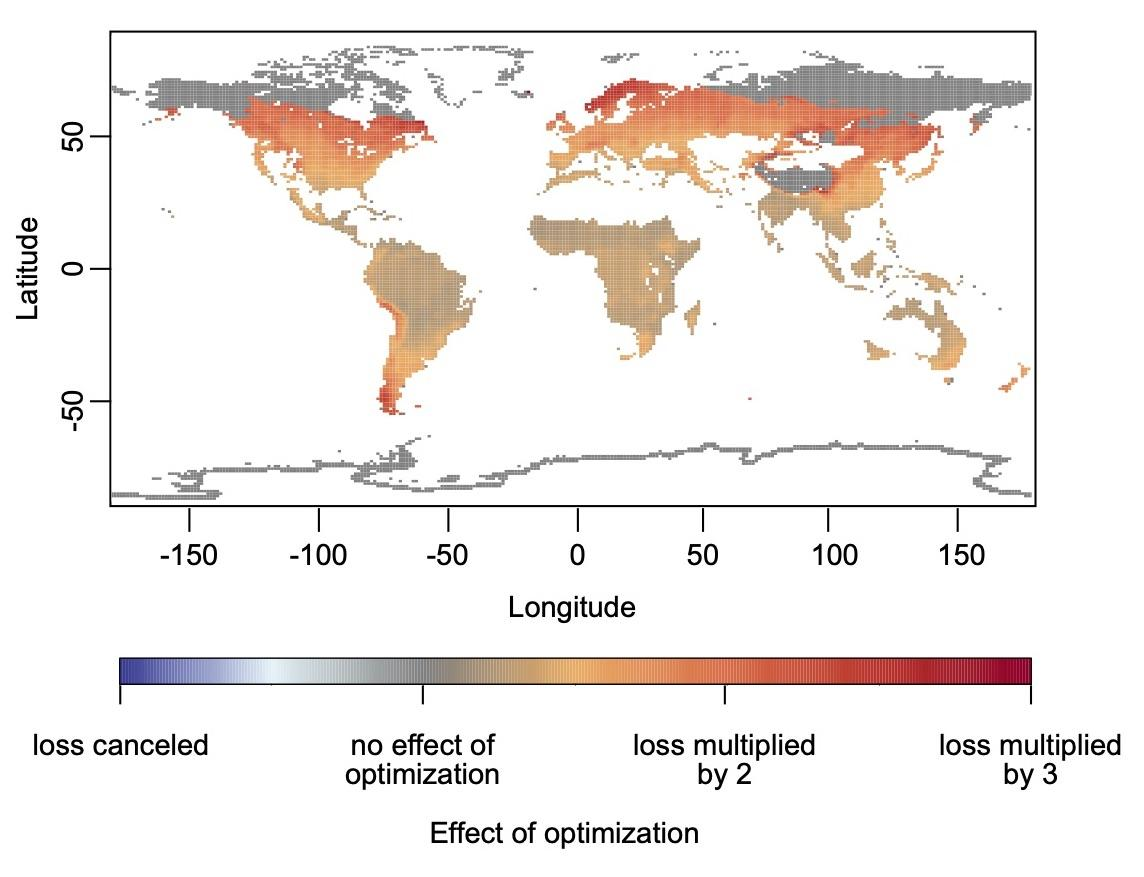 Latitude
50
0
-50
-150
-100
-50
0
50
100
150
Longitude
loss canceled
no effect of
optimization
loss multiplied
by 2
loss multiplied
by 3
Effect of optimization